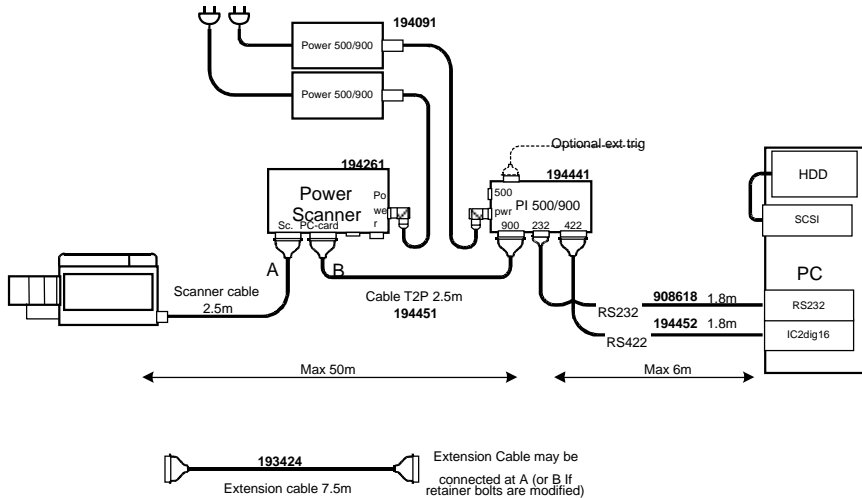 194091
Power 500/900
Power 500/900
Optional ext trig
194261
194441
Power
Scanner
Po
we
r
Sc. PC-card
500
PI 500/900
pwr
900 232 422
HDD
SCSI
PC
A
B
Scanner cable
2.5m
Cable T2P 2.5m
194451
RS232
908618 1.8m
RS232
RS422
194452 1.8m
IC2dig16
Max 50m
Max 6m
193424
Extension cable 7.5m
Extension Cable may be
connected at A (or B If
retainer bolts are modified)